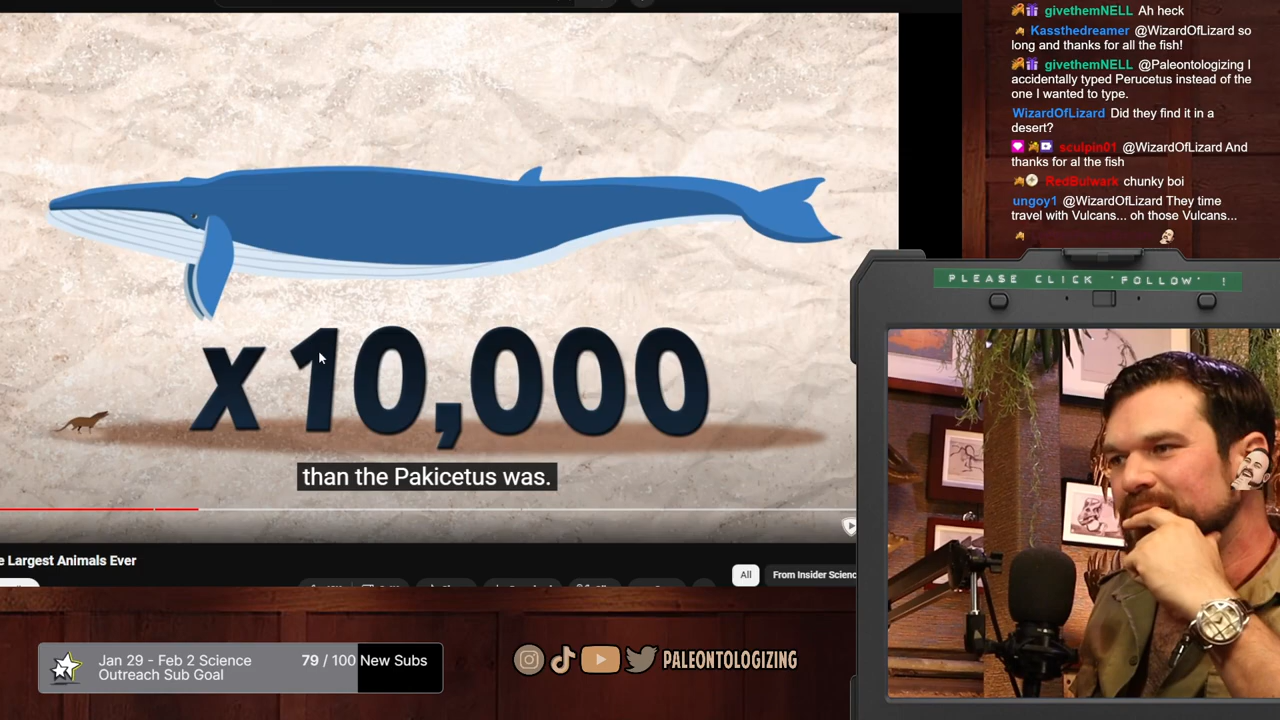 givethemNELL Ah heck
Kassthedreamer @WizardOfLizard so
long and thanks for all the fish!
givethemNELL @Paleontologizing I
accidentally typed Perucetus instead of the
one I wanted to type.
WizardOfLizard Did they find it in a
desert?
sculpin01 @WizardOfLizard And
thanks for al the fish
RedBulwark chunky boi
ungoy1 @WizardOfLizard They time
travel with Vulcans... oh those Vulcans...
PLEASE CLICK "FOLLOW" !
x 10,000
than the Pakicetus was.
e Largest Animals Ever
All
From Insider Scienc
Jan 29 - Feb 2 Science
Outreach Sub Goal
79 / 100 New Subs
PALEONTOLOGIZING